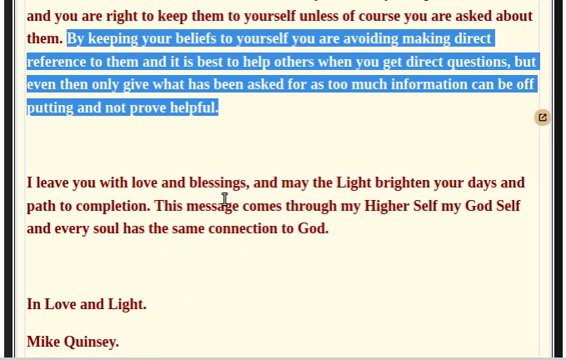 and you are right to keep them to yourself unless of course you are asked about
them. By keeping your beliefs to yourself you are avoiding making direct
reference to them and it is best to help others when you get direct questions, but
even then only give what has been asked for as too much information can be off
putting and not prove helpful.
I leave you with love and blessings, and may the Light brighten your days and
path to completion. This message comes through my Higher Self my God Self
and every soul has the same connection to God.
In Love and Light.
Mike Quinsey.